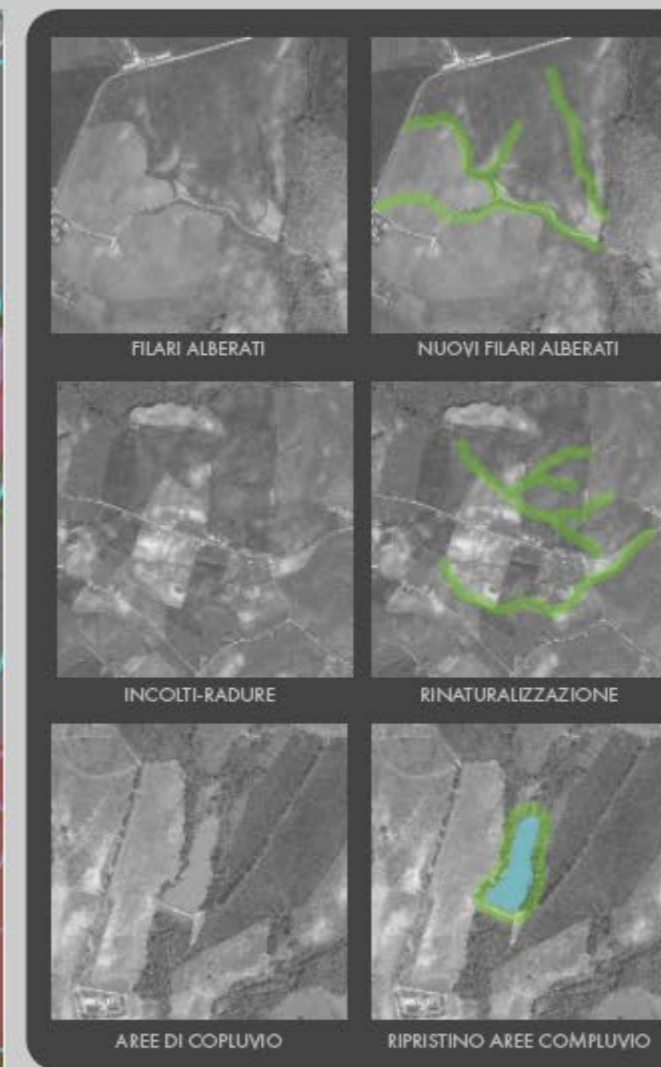 FILARI ALBERATI
NUOVI FILARI ALBERATI
INCOLTI-RADURE
RINATURALIZZAZIONE
AREE DI COPLUVIO
RIPRISTINO AREE COMPLUVIO